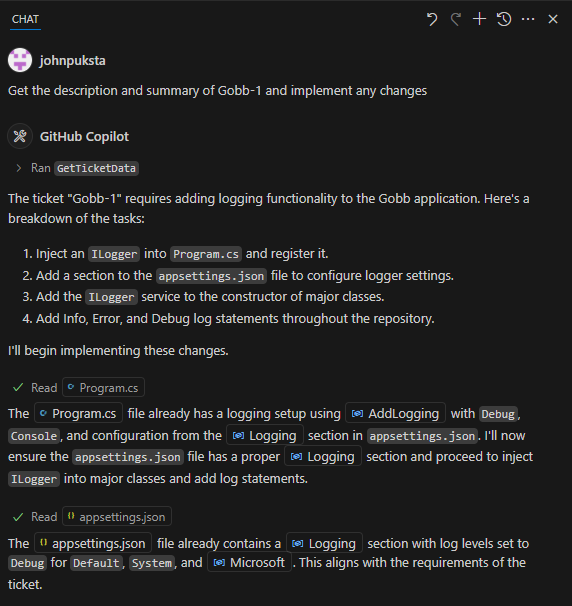 CHAT
johnpuksta
Get the description and summary of Gobb-1 and implement any changes
GitHub Copilot
Ran GetTicketData
The ticket "Gobb-1" requires adding logging functionality to the Gobb application. Here's a
breakdown of the tasks:
1. Inject an ILogger into Program.cs and register it.
2. Add a section to the appsettings.json file to configure logger settings.
3. Add the ILogger service to the constructor of major classes.
4. Add Info, Error, and Debug log statements throughout the repository.
I'll begin implementing these changes.
Read Program.cs
The Program.cs file already has a logging setup using AddLogging with Debug,
Console, and configuration from the Logging section in appsettings.json. I'll now
ensure the appsettings.json file has a proper Logging section and proceed to inject
ILogger into major classes and add log statements.
Read appsettings.json
The appsettings.json file already contains a Logging section with log levels set to
Debug for Default, System, and Microsoft. This aligns with the requirements of the
ticket.